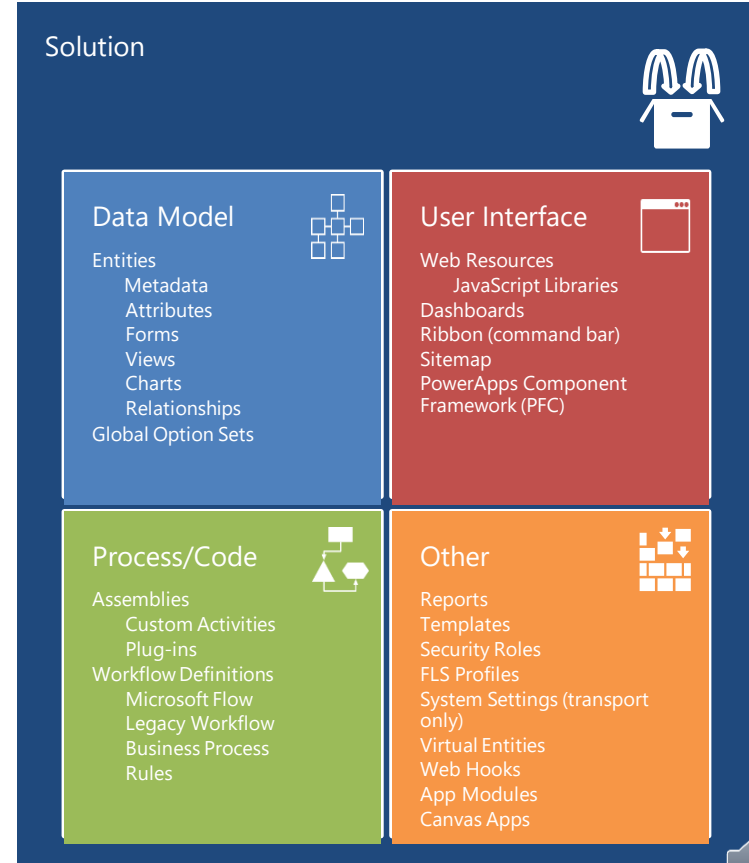 Solution
Data Model
Entities
Metadata
Attributes
Forms
Views
Charts
Relationships
Global Option Sets
User Interface
Web Resources
JavaScript Libraries
Dashboards
Ribbon (command bar)
Sitemap
PowerApps Component
Framework (PFC)
Process/Code
Assemblies
Custom Activities
Plug-ins
Workflow Definitions
Microsoft Flow
Legacy Workflow
Business Process
Rules
Other
Reports
Templates
Security Roles
FLS Profiles
System Settings (transport
only)
Virtual Entities
Web Hooks
App Modules
Canvas Apps